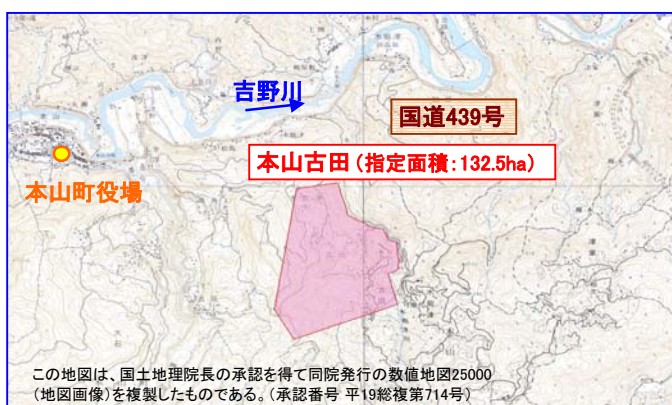 吉野川
国道439号
本山古田（指定面積：132.5ha）
本山町役場
この地図は、国土地理院長の承認を得て同院発行の数値地図25000
（地図画像）を複製したものである。（承認番号 平19総複第714号）